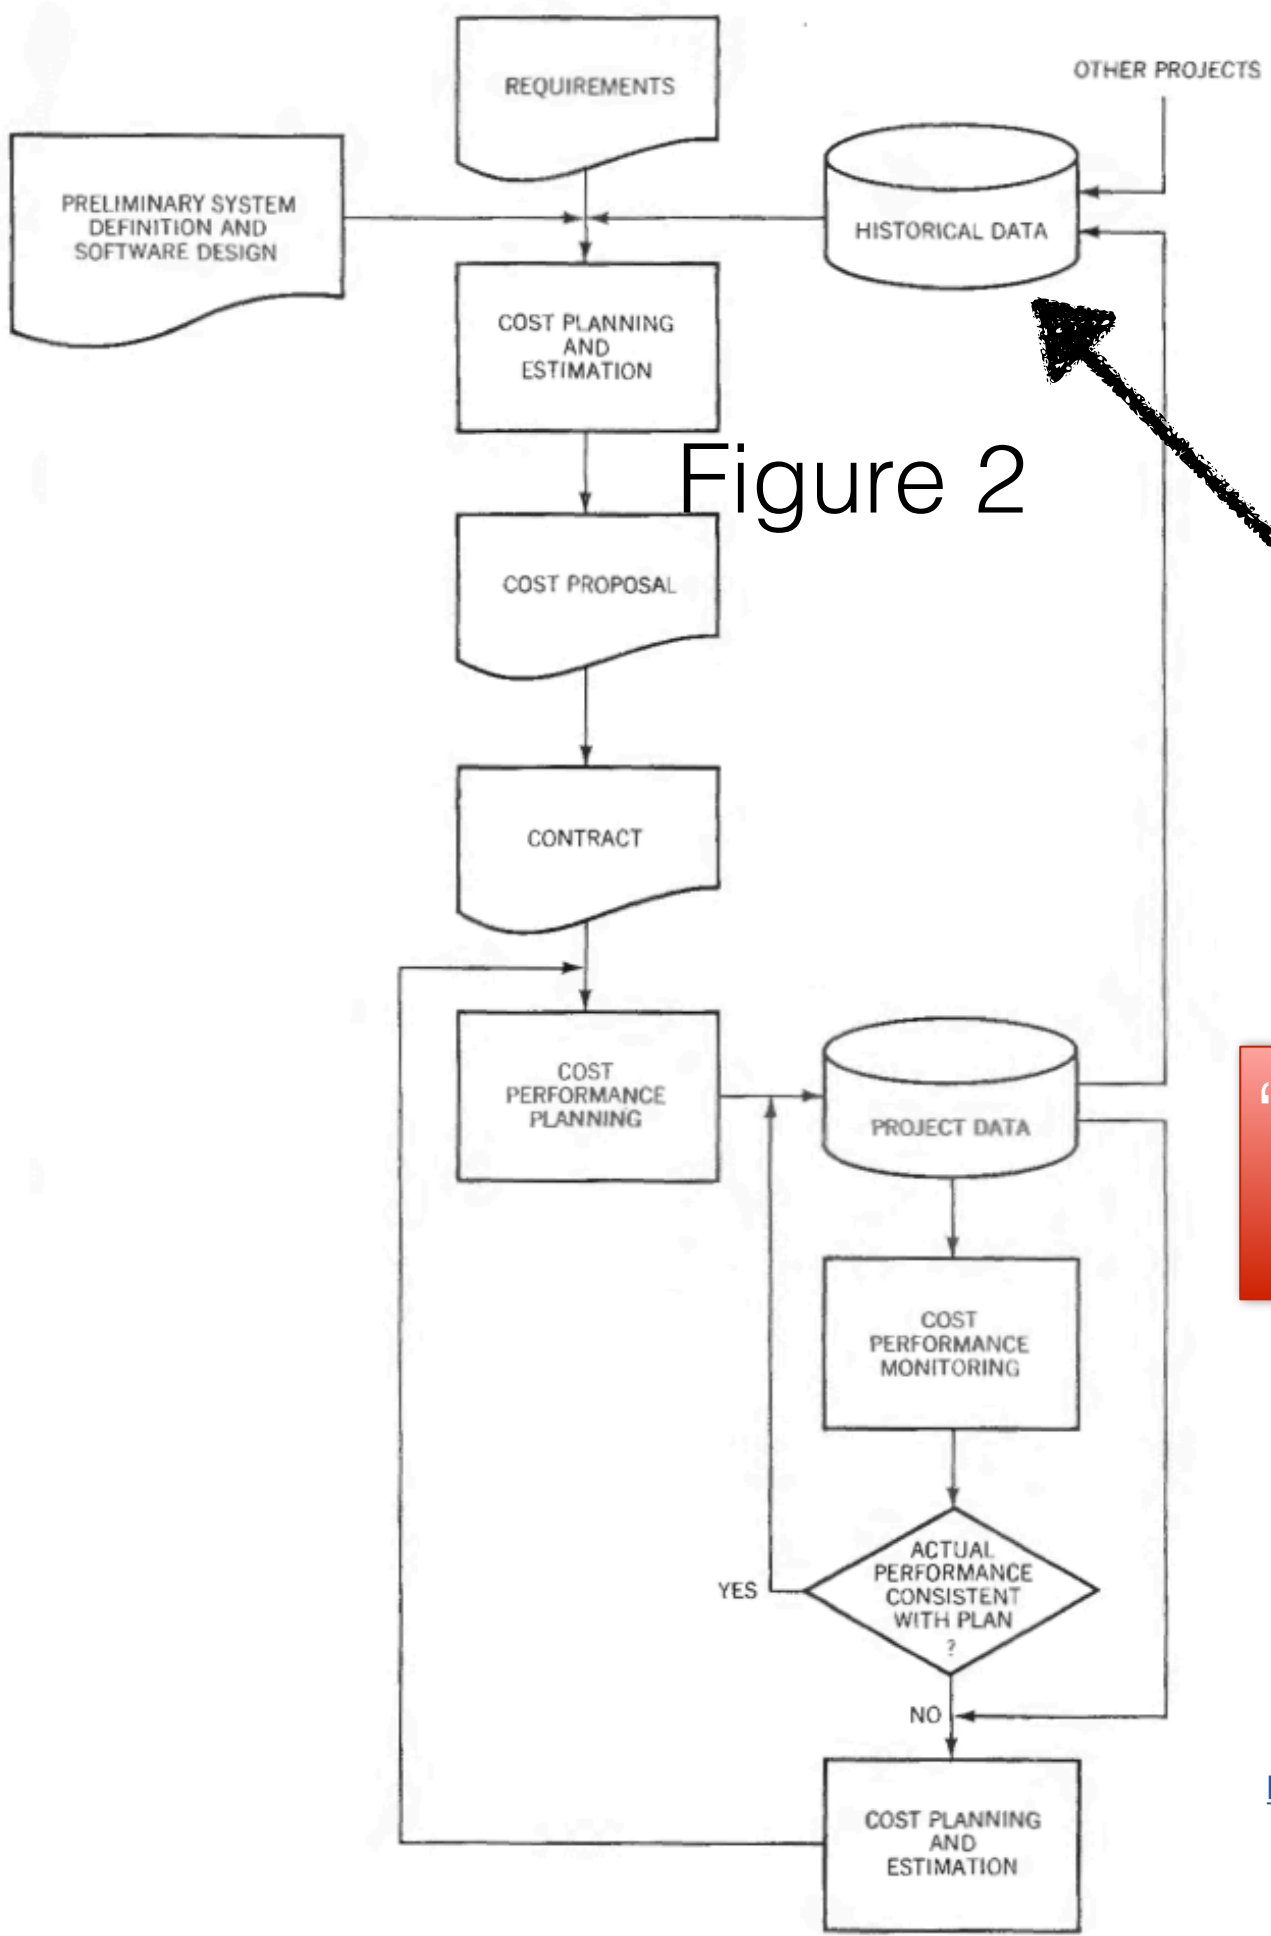 REQUIREMENTS
OTHER PROJECTS
PRELIMINARY SYSTEM
DEFINITION AND
SOFTWARE DESIGN
HISTORICAL DATA
COST PLANNING
AND
ESTIMATION
Figure 2
COST PROPOSAL
CONTRACT
COST
PERFORMANCE
PLANNING
PROJECT DATA
COST
PERFORMANCE
MONITORING
ACTUAL
PERFORMANCE
CONSISTENT
WITH PLAN
?
YES
NO
COST PLANNING
AND
ESTIMATION